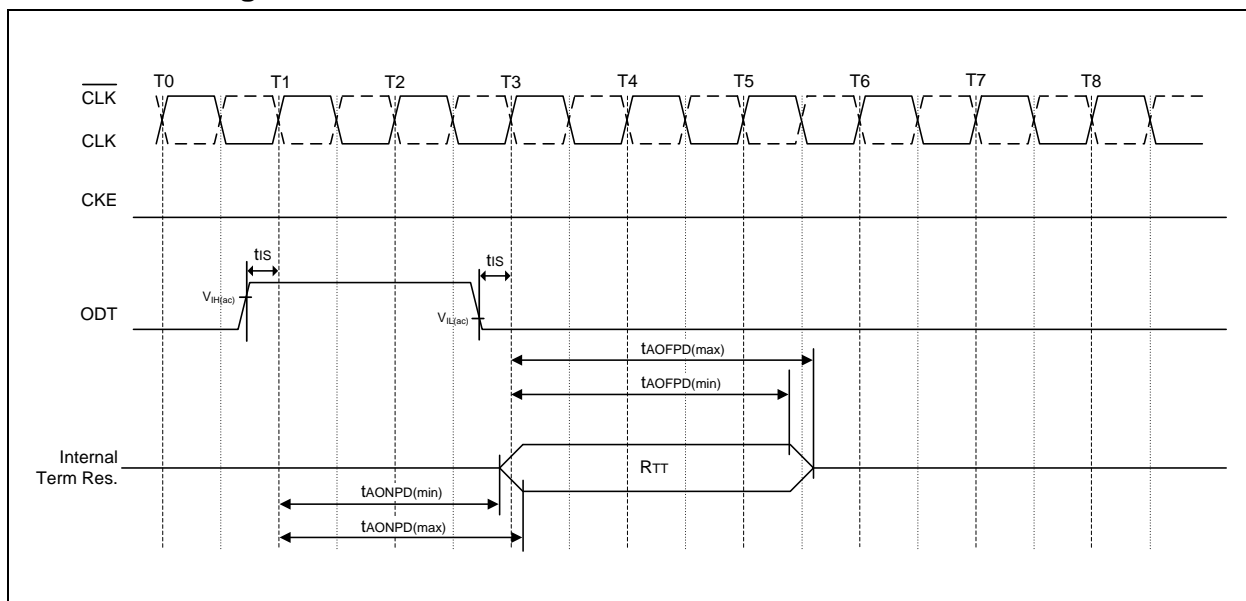 T0 T1 T2 T3 T4 T5 T6 T7 T8
CLK
CLK
CKE
tIS tIS
VIH(ac)
ODT
VIL(ac)
tAOFPD(max)
tAOFPD(min)
Internal
Term Res.
RTT
tAONPD(min)
tAONPD(max)